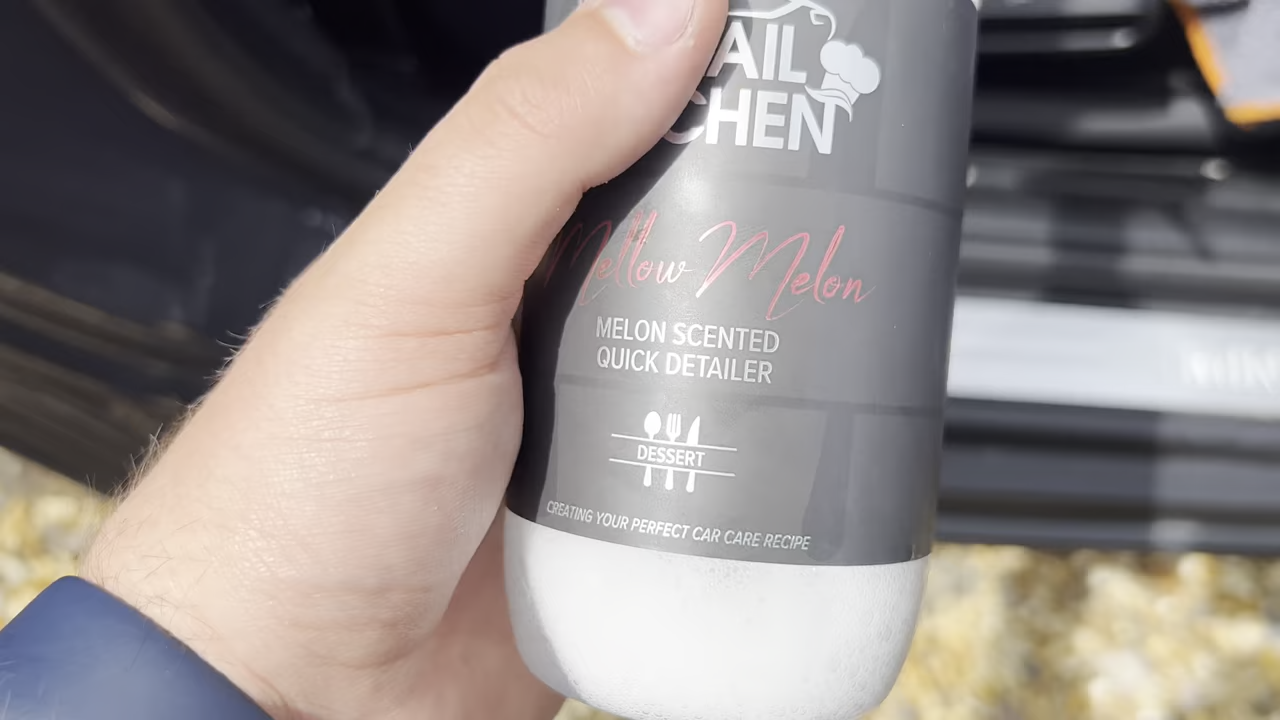 AIL
CHEN
Mellow Melon
MELON SCENTED
QUICK DETAILER
DESSERT
CREATING YOUR PERFECT CAR CARE RECIPE